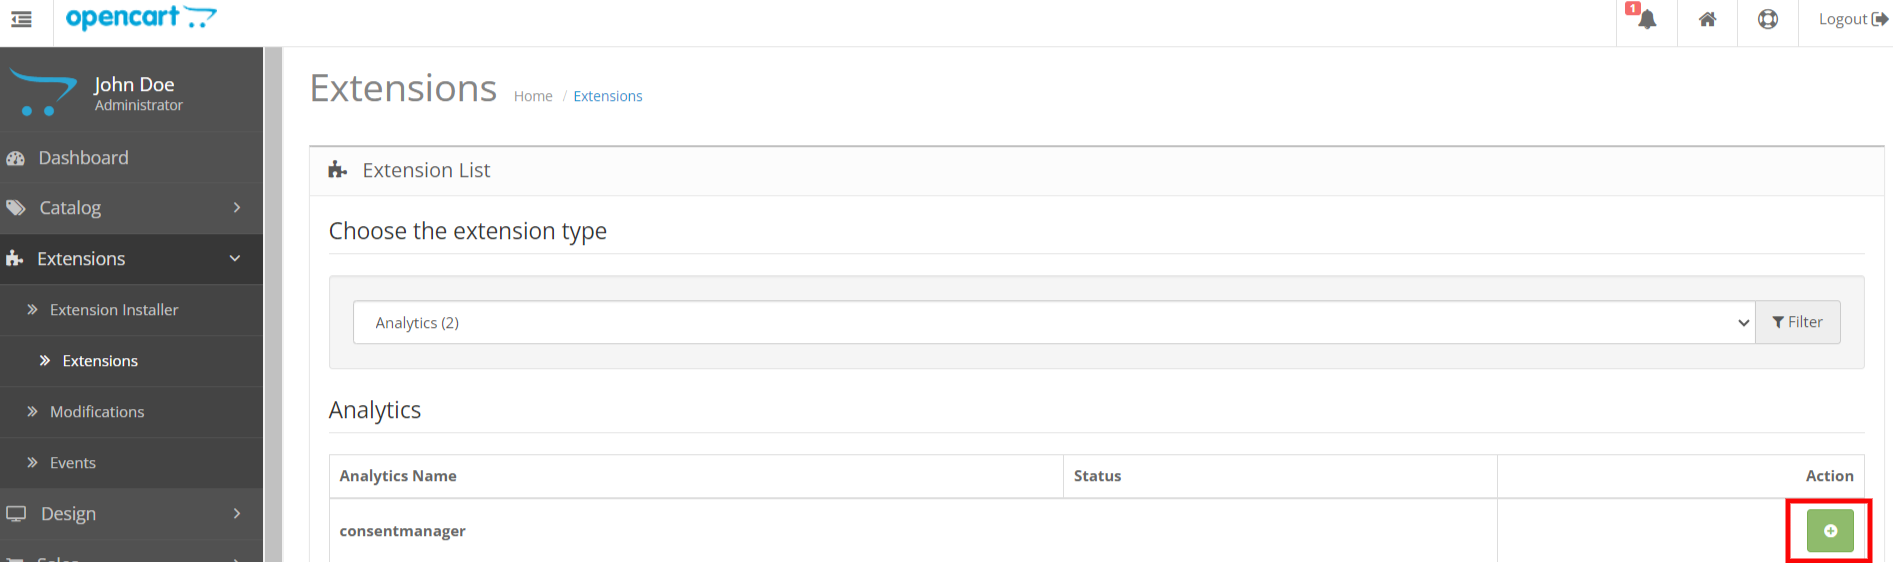 opencart
1
Logout
John Doe
Administrator
Extensions
Home / Extensions
Dashboard
Extension List
Catalog
Choose the extension type
Extensions
Extension Installer
Analytics (2)
Filter
Extensions
Modifications
Analytics
Events
Analytics Name
Status
Action
Design
consentmanager
Sales